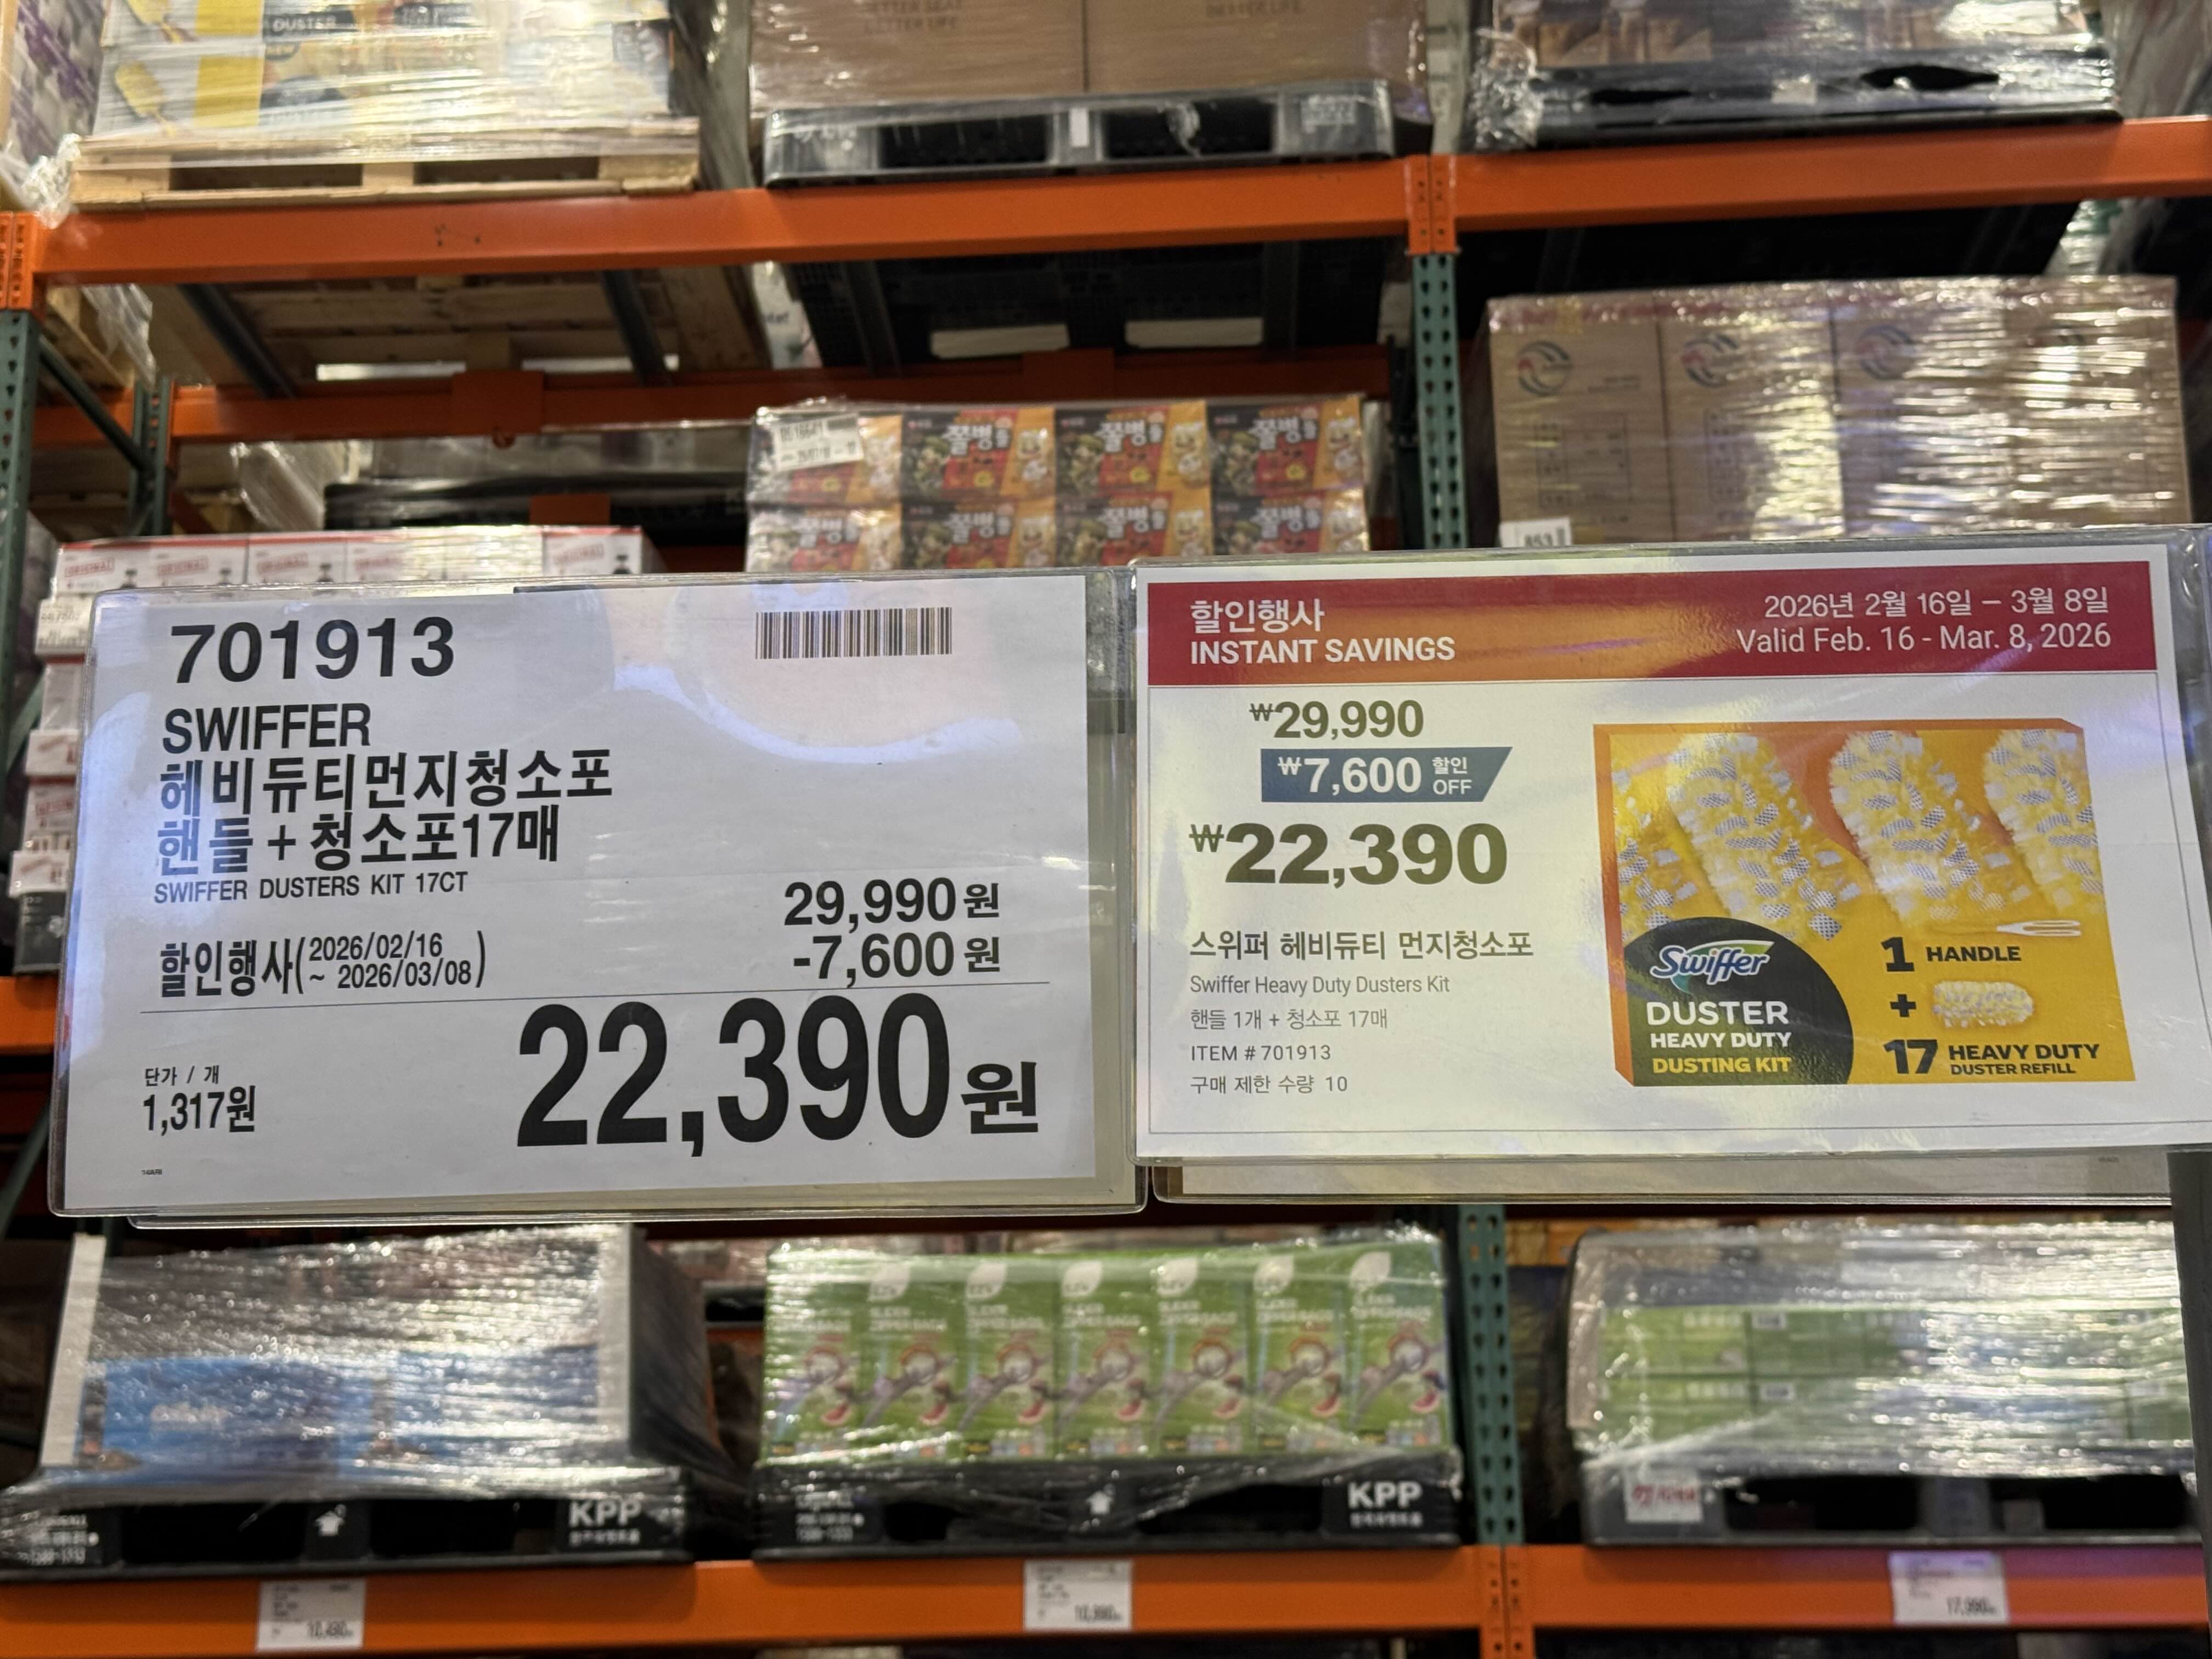 DUSTER
701913
SWIFFER
헤비듀티먼지청소포
핸들+청소포17매
SWIFFER DUSTERS KIT 17CT
29,990원
할인행사(2026/02/16
~ 2026/03/08)
-7,600원
22,390원
단가 / 개
1,317원
할인행사
INSTANT SAVINGS
2026년 2월 16일 – 3월 8일
Valid Feb. 16 - Mar. 8, 2026
₩29,990
₩7,600 할인
OFF
₩22,390
스위퍼 헤비듀티 먼지청소포
Swiffer Heavy Duty Dusters Kit
핸들 1개 + 청소포 17매
ITEM # 701913
구매 제한 수량 10
Swiffer
DUSTER
HEAVY DUTY
DUSTING KIT
1 HANDLE
+
17 HEAVY DUTY
DUSTER REFILL
KPP
KPP